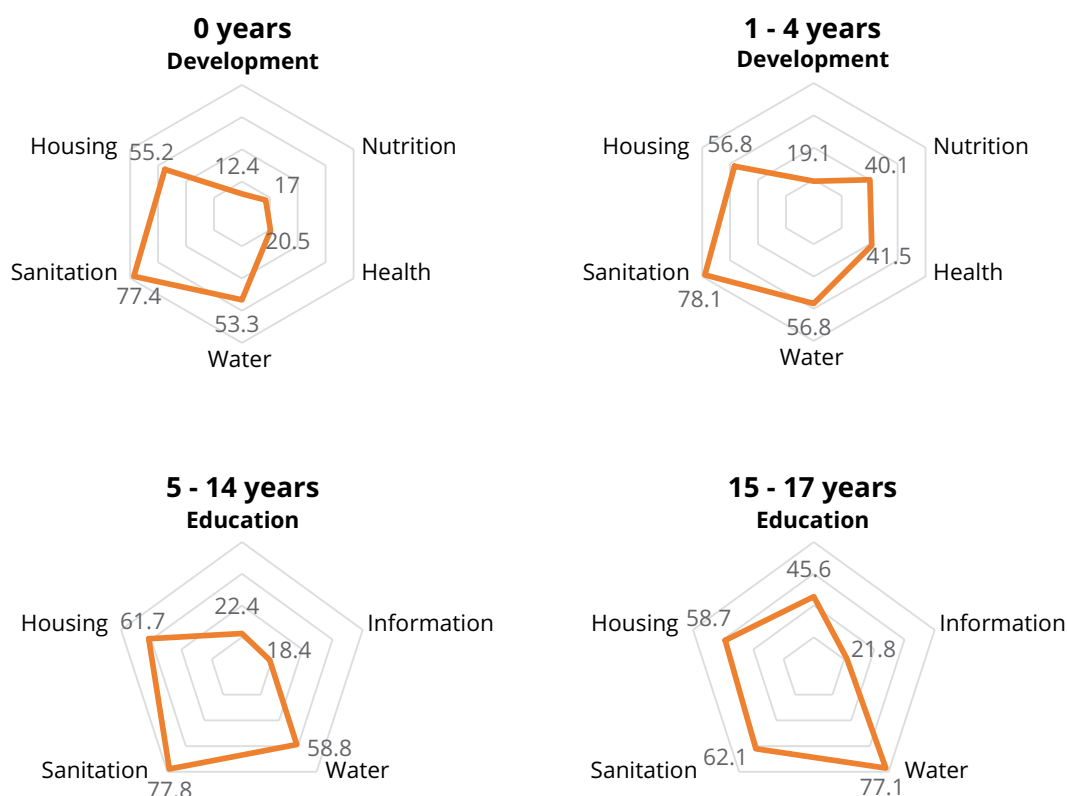 0 years
Development
Housing
Nutrition
55.2
12.4
17
20.5
Sanitation
Health
77.4
53.3
Water
1 - 4 years
Development
56.8
Housing
Nutrition
19.1
40.1
41.5
Sanitation
Health
78.1
56.8
Water
5 - 14 years
Education
22.4
61.7
Housing
Information
18.4
58.8
Sanitation
Water
77.8
15 - 17 years
Education
45.6
58.7
Housing
Information
21.8
62.1
Sanitation
Water
77.1